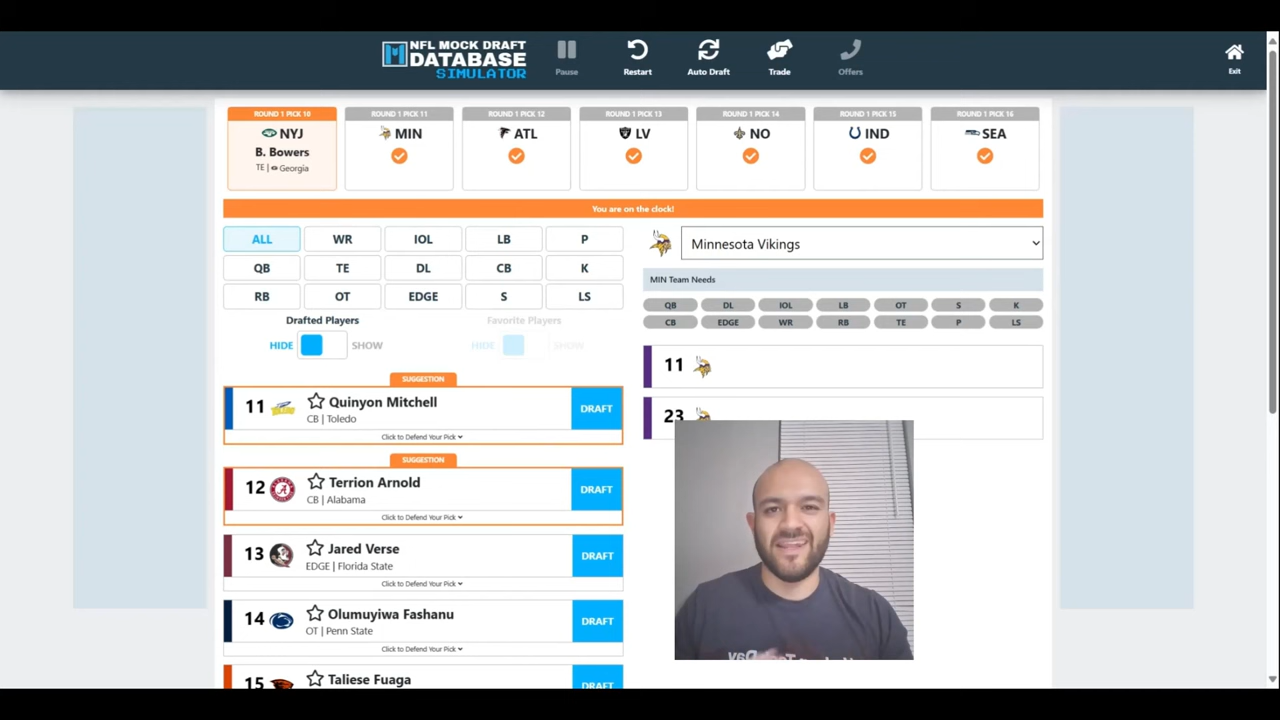 NFL MOCK DRAFT
DATABASE
SIMULATOR
Pause
Restart
Auto Draft
Trade
Offers
Exit
ROUND 1 PICK 10
NYJ
B. Bowers
TE | Georgia
ROUND 1 PICK 11
MIN
ROUND 1 PICK 12
ATL
ROUND 1 PICK 13
LV
ROUND 1 PICK 14
NO
ROUND 1 PICK 15
IND
ROUND 1 PICK 16
SEA
You are on the clock!
ALL WR IOL LB P
QB TE DL CB K
RB OT EDGE S LS
Drafted Players
HIDE SHOW
Favorite Players
HIDE SHOW
Minnesota Vikings
MIN Team Needs
QB DL IOL LB OT S K
CB EDGE WR RB TE P LS
11
23
SUGGESTION
11 Quinyon Mitchell
CB | Toledo
DRAFT
Click to Defend Your Pick
SUGGESTION
12 Terrion Arnold
CB | Alabama
DRAFT
Click to Defend Your Pick
13 Jared Verse
EDGE | Florida State
DRAFT
Click to Defend Your Pick
14 Olumuyiwa Fashanu
OT | Penn State
DRAFT
Click to Defend Your Pick
15 Taliese Fuaga
DRAFT